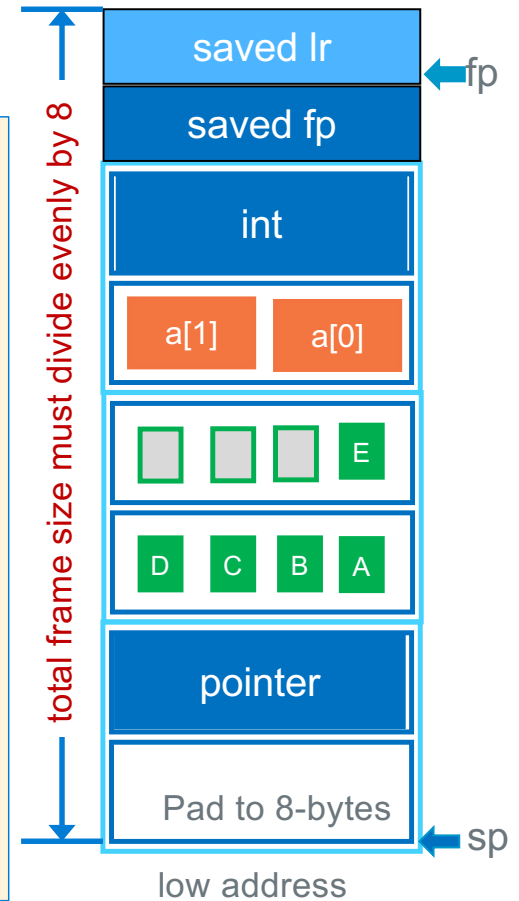 saved lr
fp
saved fp
total frame size must divide evenly by 8
int
a[1] a[0]
E
D C B A
pointer
Pad to 8-bytes
sp
low address